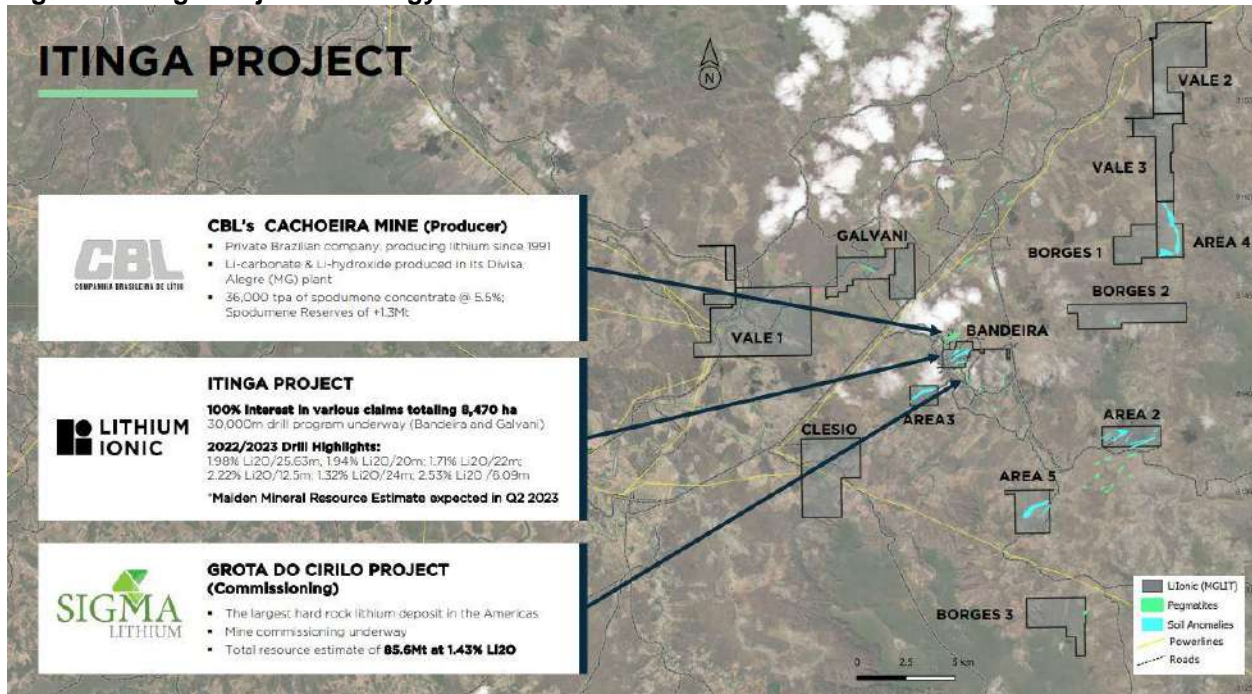 ITINGA PROJECT
N
CBL
COMPANHIA BRASILEIRA DE LÍTIO
CBL's CACHOEIRA MINE (Producer)
▪ Private Brazilian company, producing lithium since 1991
▪ Li-carbonate & Li-hydroxide produced in its Divisa
Alegre (MG) plant
▪ 36,000 tpa of spodumene concentrate @ 5.5%;
Spodumene Reserves of +1.3Mt
LITHIUM
IONIC
ITINGA PROJECT
100% interest in various claims totaling 8,470 ha
30,000m drill program underway (Bandeira and Galvani)
2022/2023 Drill Highlights:
1.98% Li2O/25.63m, 1.94% Li2O/20m; 1.71% Li2O/22m;
2.22% Li2O/12.5m; 1.32% Li2O/24m; 2.53% Li2O /6.09m
*Maiden Mineral Resource Estimate expected in Q2 2023
SIGMA
LITHIUM
GROTA DO CIRILO PROJECT
(Commissioning)
▪ The largest hard rock lithium deposit in the Americas
▪ Mine commissioning underway
▪ Total resource estimate of 85.6Mt at 1.43% Li2O
VALE 2
VALE 3
GALVANI
BORGES 1
AREA 4
BORGES 2
VALE 1
BANDEIRA
AREA3
AREA 2
CLESIO
AREA 5
BORGES 3
LiIonic (MGLIT)
Pegmatites
Soil Anomalies
Powerlines
Roads
0 2.5 5 km